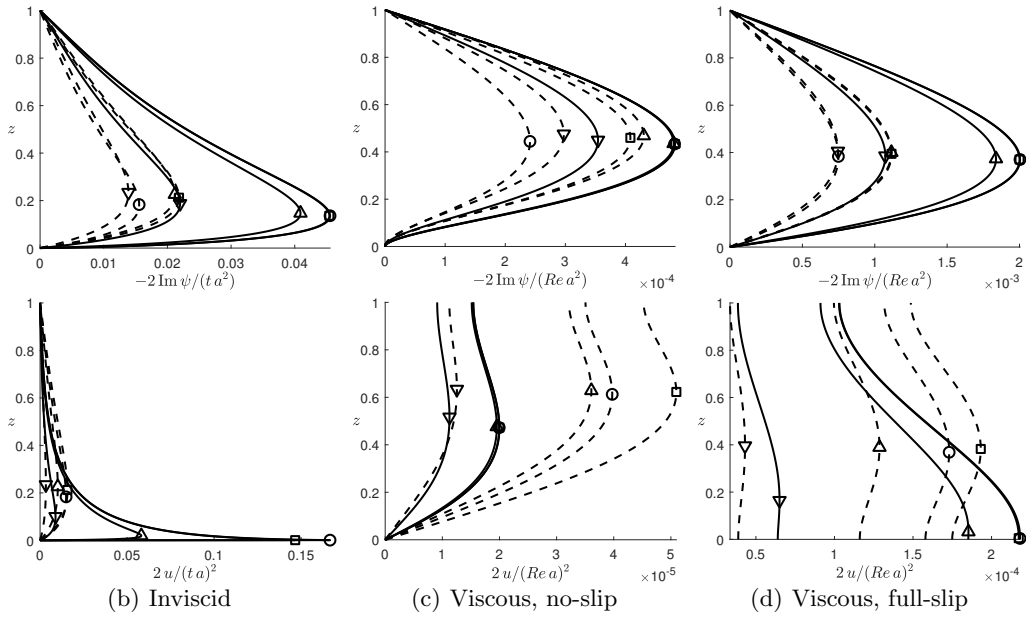 1
0.8
0.6
z
0.4
0.2
0
0 0.01 0.02 0.03 0.04
−2 Im ψ/(t a²)
1
0.8
0.6
z
0.4
0.2
0
0 1 2 3 4
−2 Im ψ/(Re a²) ×10⁻⁴
1
0.8
0.6
z
0.4
0.2
0
0 0.5 1 1.5 2
−2 Im ψ/(Re a²) ×10⁻³
1
0.8
0.6
z
0.4
0.2
0
0 0.05 0.1 0.15
2 u/(t a)²
(b) Inviscid
1
0.8
0.6
z
0.4
0.2
0
0 1 2 3 4 5
2 u/(Re a)² ×10⁻⁵
(c) Viscous, no-slip
1
0.8
0.6
z
0.4
0.2
0
0.5 1 1.5 2
2 u/(Re a)² ×10⁻⁴
(d) Viscous, full-slip